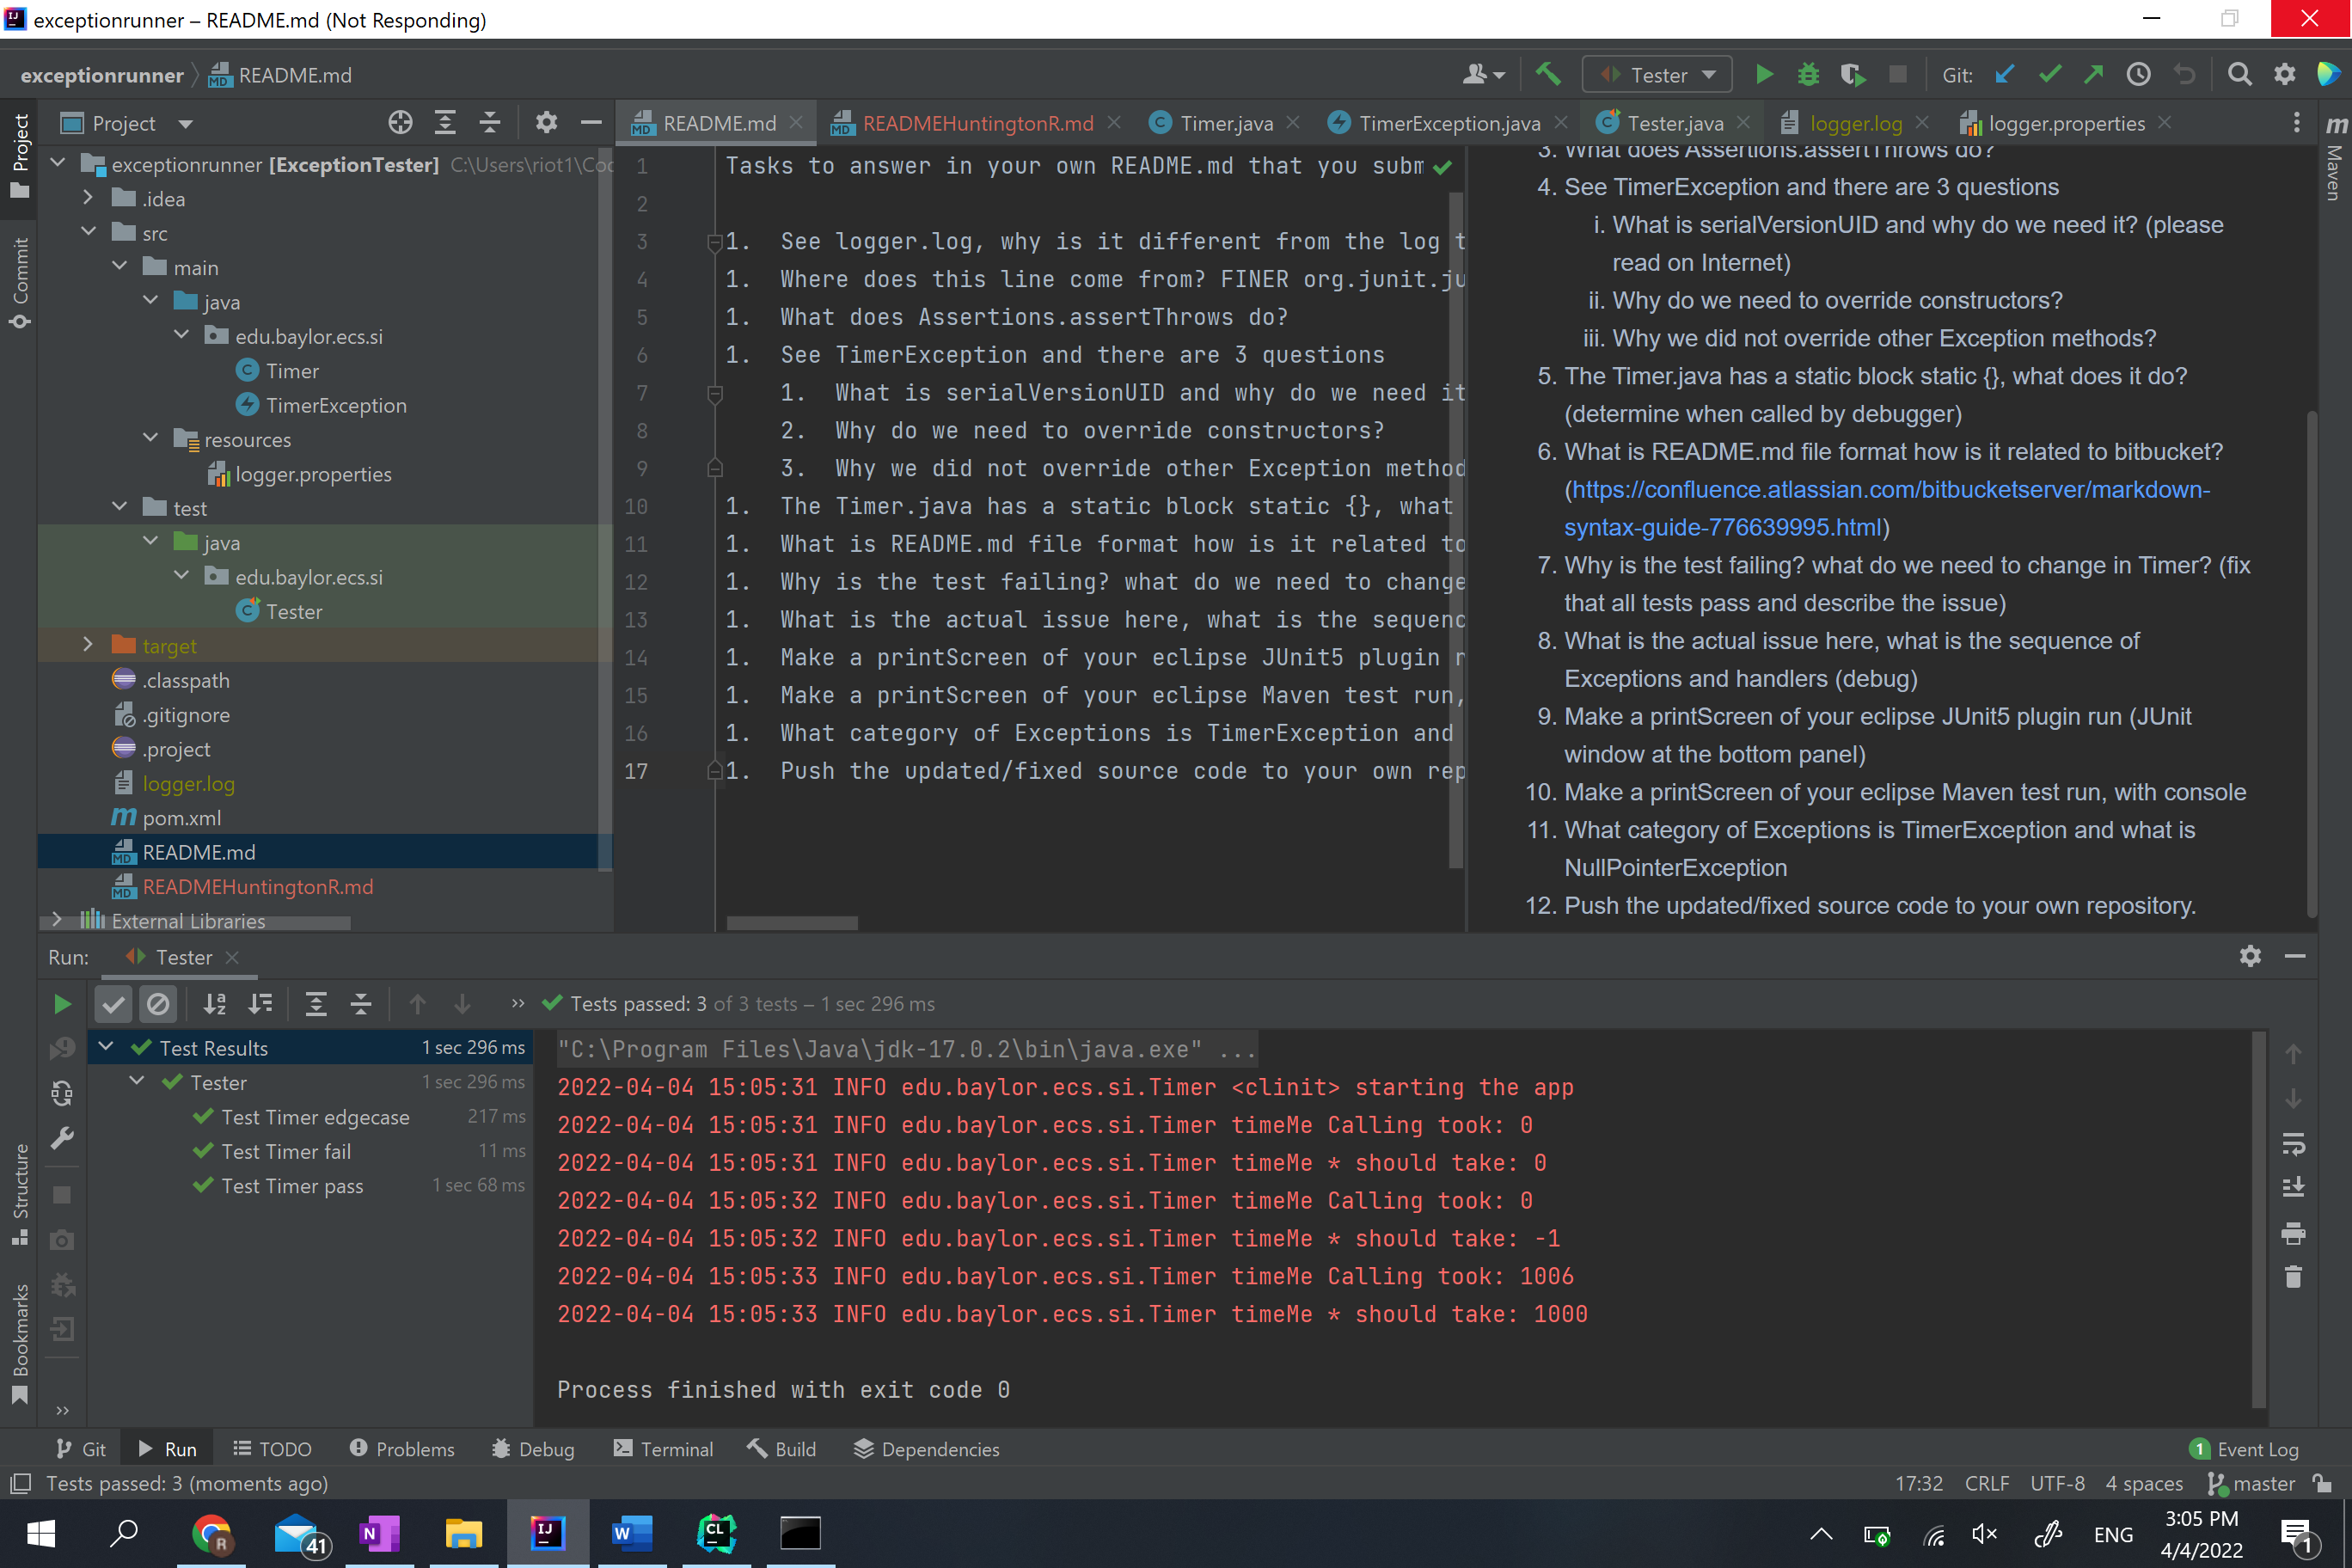 exceptionrunner – README.md (Not Responding)
exceptionrunner
README.md
Tester
Git:
Project
README.md
READMEHuntingtonR.md
Timer.java
TimerException.java
Tester.java
logger.log
logger.properties
Project
Commit
Structure
Bookmarks
Maven
exceptionrunner [ExceptionTester] C:\Users\riot1\Coc
.idea
src
main
java
edu.baylor.ecs.si
Timer
TimerException
resources
logger.properties
test
java
edu.baylor.ecs.si
Tester
target
.classpath
.gitignore
.project
logger.log
pom.xml
README.md
READMEHuntingtonR.md
External Libraries
1 Tasks to answer in your own README.md that you subm
2
3 1. See logger.log, why is it different from the log t
4 1. Where does this line come from? FINER org.junit.ju
5 1. What does Assertions.assertThrows do?
6 1. See TimerException and there are 3 questions
7 1. What is serialVersionUID and why do we need it
8 2. Why do we need to override constructors?
9 3. Why we did not override other Exception method
10 1. The Timer.java has a static block static {}, what
11 1. What is README.md file format how is it related to
12 1. Why is the test failing? what do we need to change
13 1. What is the actual issue here, what is the sequenc
14 1. Make a printScreen of your eclipse JUnit5 plugin r
15 1. Make a printScreen of your eclipse Maven test run,
16 1. What category of Exceptions is TimerException and
17 1. Push the updated/fixed source code to your own rep
3. What does Assertions.assertThrows do?
4. See TimerException and there are 3 questions
i. What is serialVersionUID and why do we need it? (please
read on Internet)
ii. Why do we need to override constructors?
iii. Why we did not override other Exception methods?
5. The Timer.java has a static block static {}, what does it do?
(determine when called by debugger)
6. What is README.md file format how is it related to bitbucket?
(https://confluence.atlassian.com/bitbucketserver/markdown-
syntax-guide-776639995.html)
7. Why is the test failing? what do we need to change in Timer? (fix
that all tests pass and describe the issue)
8. What is the actual issue here, what is the sequence of
Exceptions and handlers (debug)
9. Make a printScreen of your eclipse JUnit5 plugin run (JUnit
window at the bottom panel)
10. Make a printScreen of your eclipse Maven test run, with console
11. What category of Exceptions is TimerException and what is
NullPointerException
12. Push the updated/fixed source code to your own repository.
Run:
Tester
Tests passed: 3 of 3 tests – 1 sec 296 ms
Test Results 1 sec 296 ms
Tester 1 sec 296 ms
Test Timer edgecase 217 ms
Test Timer fail 11 ms
Test Timer pass 1 sec 68 ms
"C:\Program Files\Java\jdk-17.0.2\bin\java.exe" ...
2022-04-04 15:05:31 INFO edu.baylor.ecs.si.Timer <clinit> starting the app
2022-04-04 15:05:31 INFO edu.baylor.ecs.si.Timer timeMe Calling took: 0
2022-04-04 15:05:31 INFO edu.baylor.ecs.si.Timer timeMe * should take: 0
2022-04-04 15:05:32 INFO edu.baylor.ecs.si.Timer timeMe Calling took: 0
2022-04-04 15:05:32 INFO edu.baylor.ecs.si.Timer timeMe * should take: -1
2022-04-04 15:05:33 INFO edu.baylor.ecs.si.Timer timeMe Calling took: 1006
2022-04-04 15:05:33 INFO edu.baylor.ecs.si.Timer timeMe * should take: 1000
Process finished with exit code 0
Git
Run
TODO
Problems
Debug
Terminal
Build
Dependencies
1 Event Log
Tests passed: 3 (moments ago)
17:32 CRLF UTF-8 4 spaces master
41
ENG
3:05 PM
4/4/2022
1